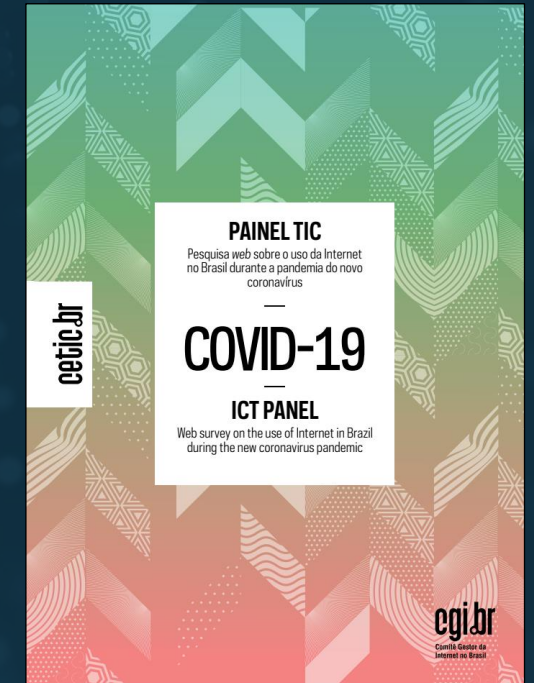 PAINEL TIC
Pesquisa web sobre o uso da Internet
no Brasil durante a pandemia do novo
coronavírus
COVID-19
ICT PANEL
Web survey on the use of Internet in Brazil
during the new coronavirus pandemic
cetic.br
cgi.br
Comitê Gestor da
Internet no Brasil